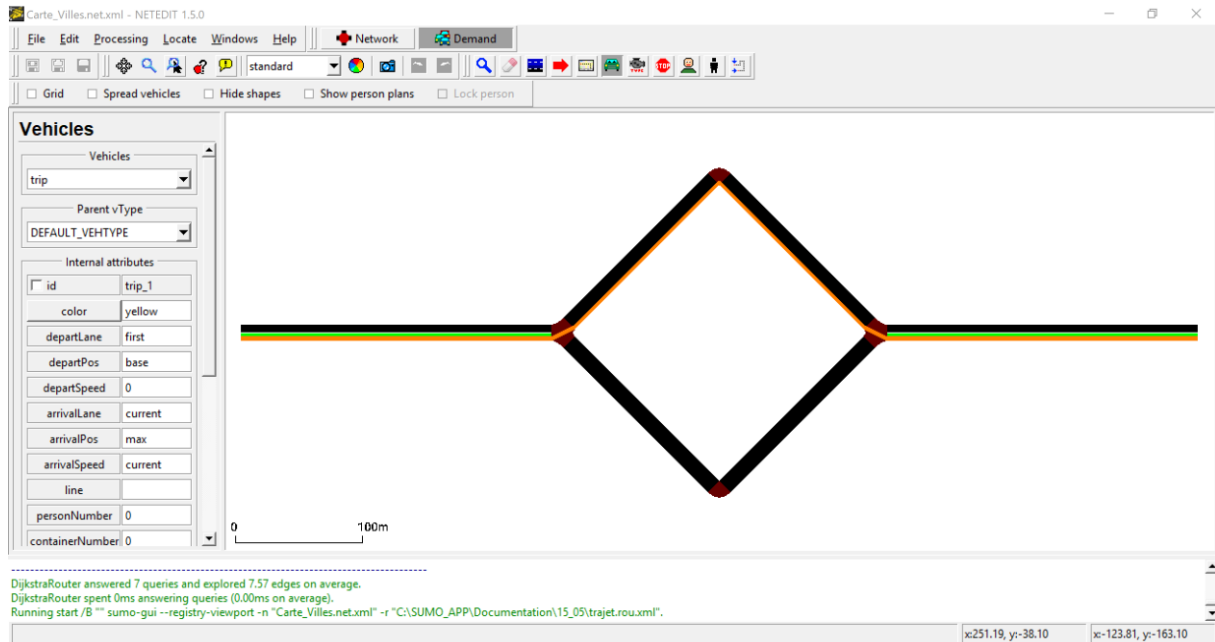 Carte_Villes.net.xml - NETEDIT 1.5.0
File Edit Processing Locate Windows Help Network Demand
standard
Grid Spread vehicles Hide shapes Show person plans Lock person
Vehicles
Vehicles
trip
Parent vType
DEFAULT_VEHTYPE
Internal attributes
id trip_1
color yellow
departLane first
departPos base
departSpeed 0
arrivalLane current
arrivalPos max
arrivalSpeed current
line
personNumber 0
containerNumber 0
0 100m
DijkstraRouter answered 7 queries and explored 7.57 edges on average.
DijkstraRouter spent 0ms answering queries (0.00ms on average).
Running start /B "" sumo-gui --registry-viewport -n "Carte_Villes.net.xml" -r "C:\SUMO_APP\Documentation\15_05\trajet.rou.xml".
x:251.19, y:-38.10 x:-123.81, y:-163.10